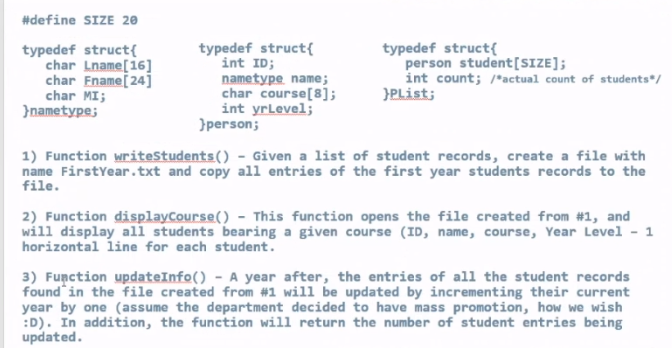 #define SIZE 20
typedef struct{
char Lname[16]
char Fname[24]
char MI;
}nametype;
typedef struct{
int ID;
nametype name;
char course[8];
int yrLevel;
}person;
typedef struct{
person student[SIZE];
int count; /*actual count of students*/
}PList;
1) Function writeStudents() - Given a list of student records, create a file with
name FirstYear.txt and copy all entries of the first year students records to the
file.
2) Function displayCourse() - This function opens the file created from #1, and
will display all students bearing a given course (ID, name, course, Year Level - 1
horizontal line for each student.
3) Function updateInfo() - A year after, the entries of all the student records
found in the file created from #1 will be updated by incrementing their current
year by one (assume the department decided to have mass promotion, how we wish
:D). In addition, the function will return the number of student entries being
updated.